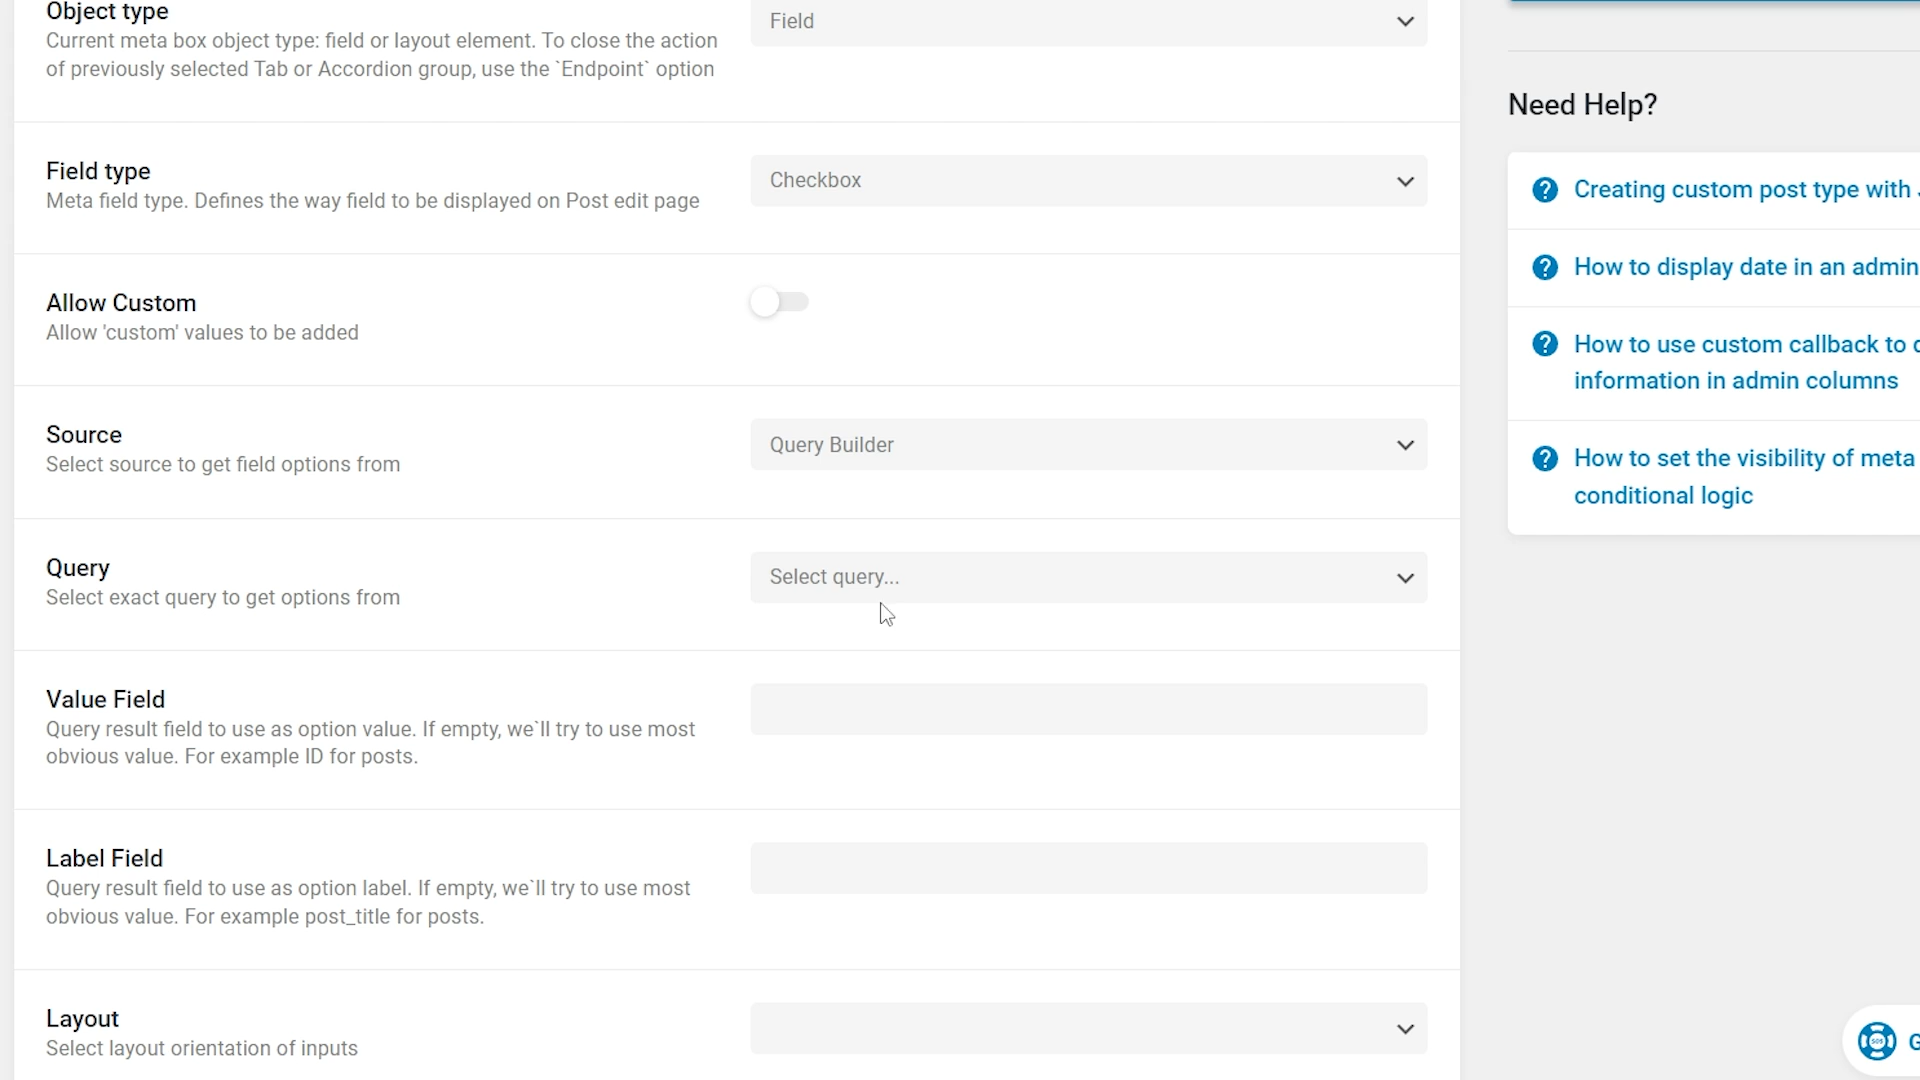 Object type
Field
Current meta box object type: field or layout element. To close the action
of previously selected Tab or Accordion group, use the `Endpoint` option
Field type
Checkbox
Meta field type. Defines the way field to be displayed on Post edit page
Allow Custom
Allow 'custom' values to be added
Source
Query Builder
Select source to get field options from
Query
Select query...
Select exact query to get options from
Value Field
Query result field to use as option value. If empty, we`ll try to use most
obvious value. For example ID for posts.
Label Field
Query result field to use as option label. If empty, we`ll try to use most
obvious value. For example post_title for posts.
Layout
Select layout orientation of inputs
Need Help?
Creating custom post type with
How to display date in an admin
How to use custom callback to
information in admin columns
How to set the visibility of meta
conditional logic
SOS
G